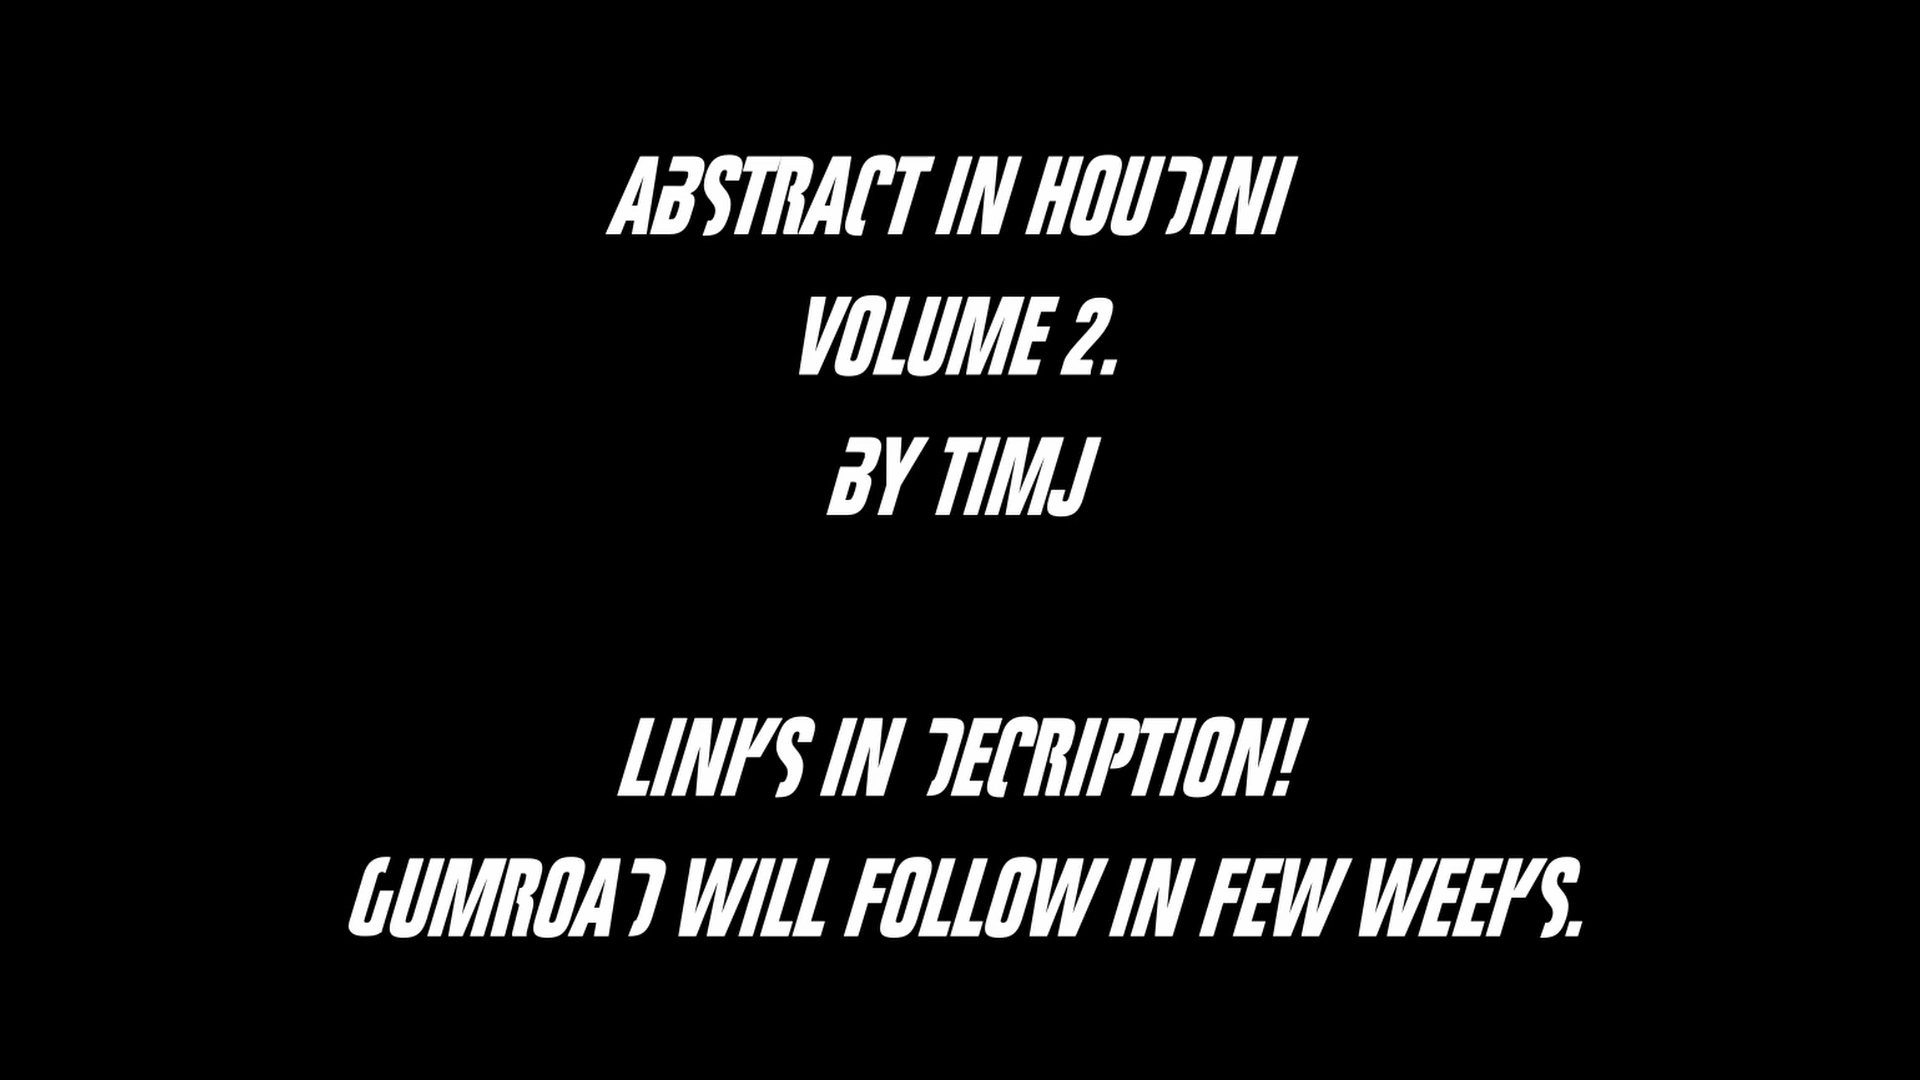 ABSTRACT IN HOUDINI
VOLUME 2.
BY TIMJ
LINKS IN DECRIPTION!
GUMROAD WILL FOLLOW IN FEW WEEKS.